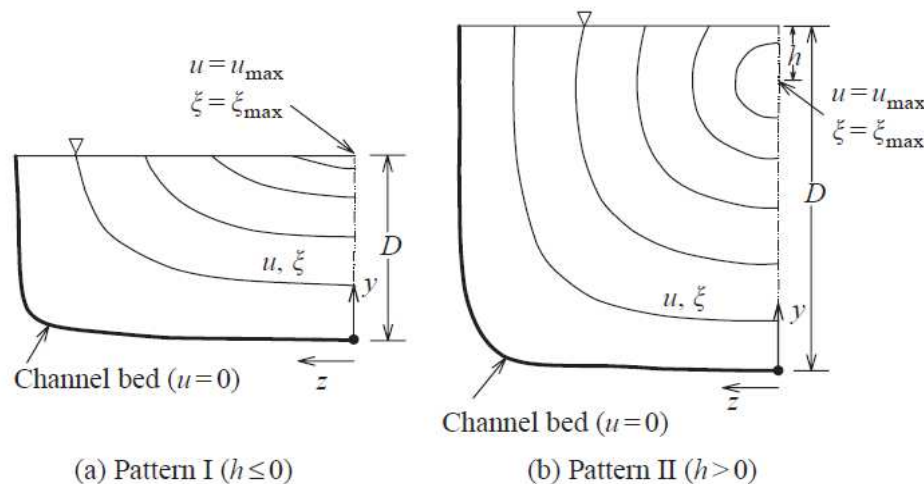 u = u_max
ξ = ξ_max
D
u, ξ
y
Channel bed (u = 0)
z
(a) Pattern I (h ≤ 0)
h
u = u_max
ξ = ξ_max
D
u, ξ
y
z
Channel bed (u = 0)
(b) Pattern II (h > 0)